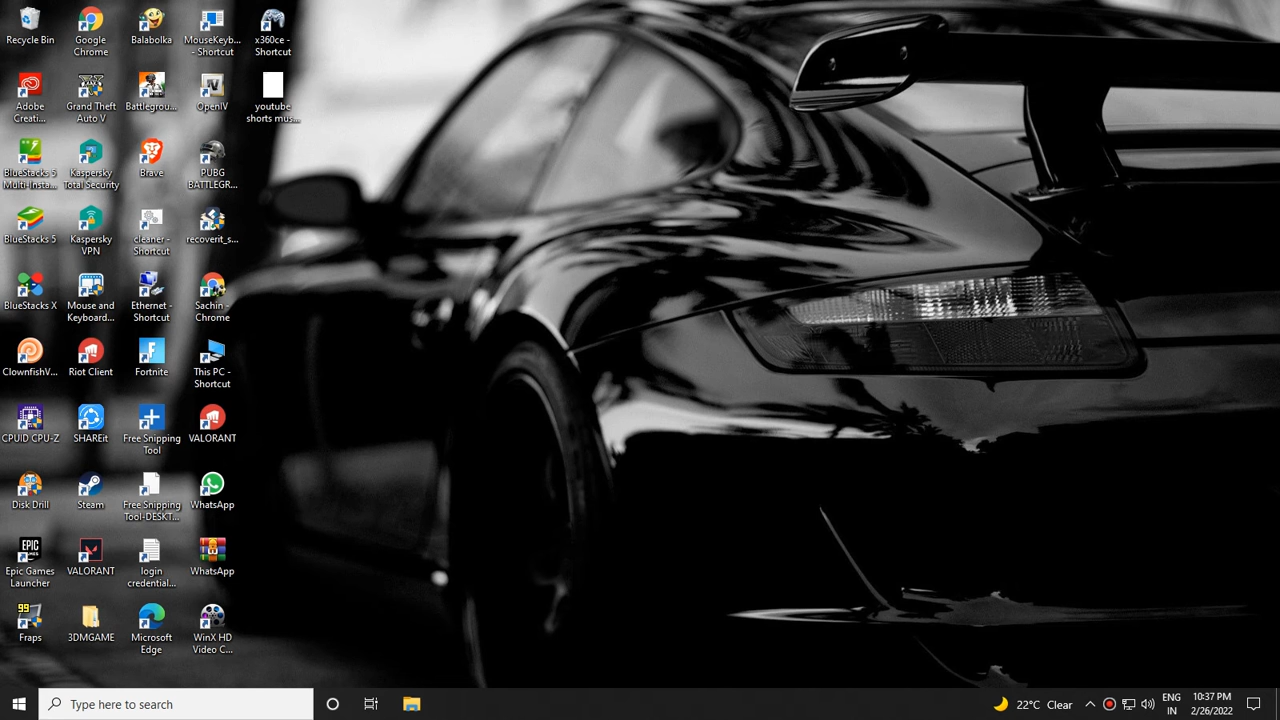 Recycle Bin
Google
Chrome
Balabolka
MouseKeyb...
- Shortcut
x360ce -
Shortcut
Adobe
Creati...
Grand Theft
Auto V
Battlegrou...
OpenIV
youtube
shorts mus...
BlueStacks 5
Multi-Insta...
Kaspersky
Total Security
Brave
PUBG
BATTLEGR...
BlueStacks 5
Kaspersky
VPN
cleaner -
Shortcut
recovent_s...
BlueStacks X
Mouse and
Keyboard...
Ethernet -
Shortcut
Sachin -
Chrome
ClownfishV...
Riot Client
Fortnite
This PC -
Shortcut
CPUID CPU-Z
SHAREit
Free Snipping
Tool
VALORANT
Disk Drill
Steam
Free Snipping
Tool-DESKT...
WhatsApp
EPIC
GAMES
Epic Games
Launcher
VALORANT
login
credential...
WhatsApp
99
Fraps
3DMGAME
Microsoft
Edge
WinX HD
Video C...
Type here to search
22°C Clear
ENG
IN
10:37 PM
2/26/2022